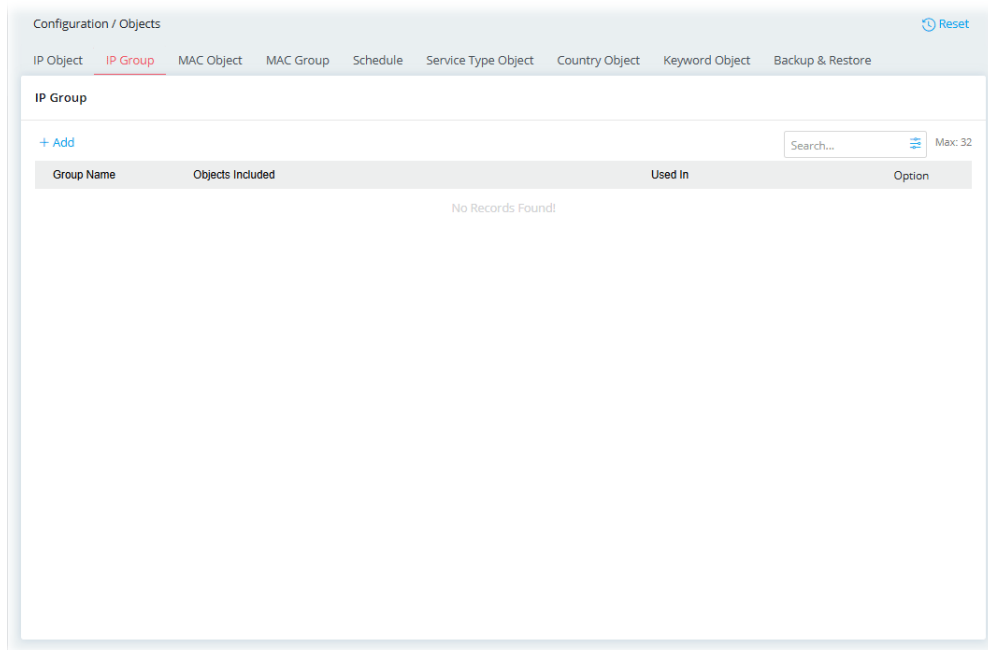 Configuration / Objects
Reset
IP Object IP Group MAC Object MAC Group Schedule Service Type Object Country Object Keyword Object Backup & Restore
IP Group
+ Add
Search... Max: 32
Group Name Objects Included Used In Option
No Records Found!